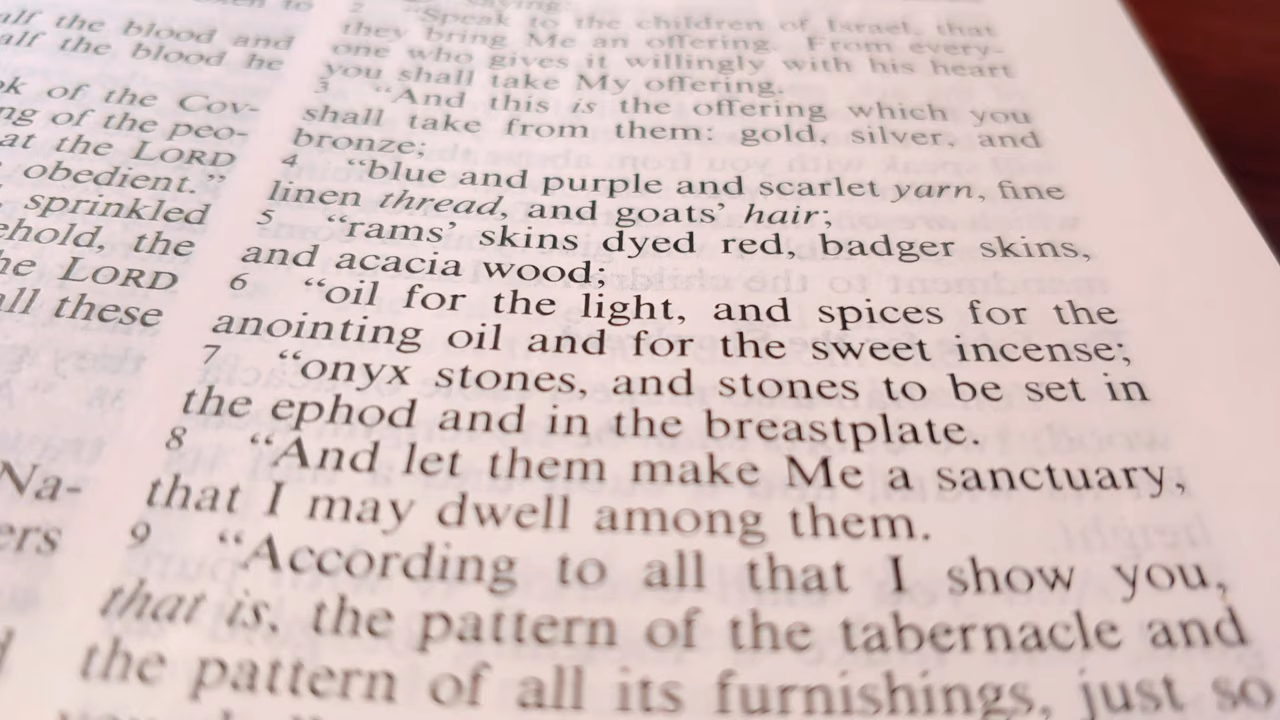 alf the blood and
alf the blood he
ok of the Cov-
ng of the peo-
at the LORD
obedient.”
sprinkled
ehold, the
he LORD
all these
Na-
ers
saying:
2 “Speak to the children of Israel, that
they bring Me an offering. From every-
one who gives it willingly with his heart
you shall take My offering.
3 “And this is the offering which you
shall take from them: gold, silver, and
bronze;
4 “blue and purple and scarlet yarn, fine
linen thread, and goats’ hair;
5 “rams’ skins dyed red, badger skins,
and acacia wood;
6 “oil for the light, and spices for the
anointing oil and for the sweet incense;
7 “onyx stones, and stones to be set in
the ephod and in the breastplate.
8 “And let them make Me a sanctuary,
that I may dwell among them.
9 “According to all that I show you,
that is, the pattern of the tabernacle and
the pattern of all its furnishings, just so